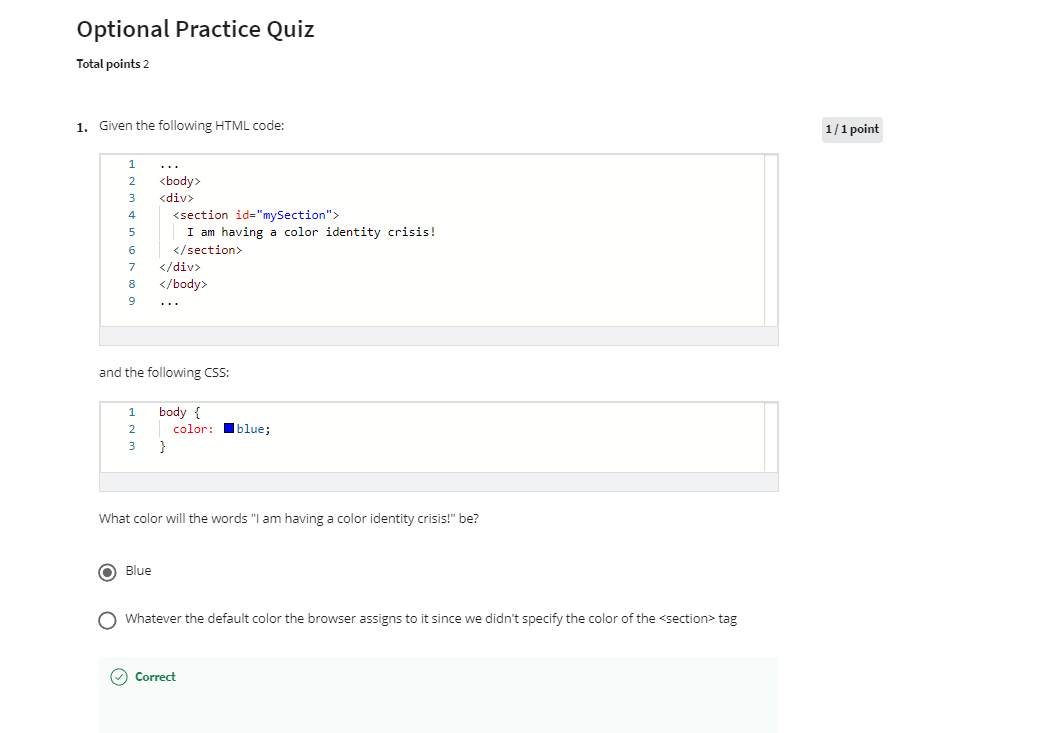 Optional Practice Quiz
Total points 2
1. Given the following HTML code:
1 / 1 point
1 ...
2 <body>
3 <div>
4 <section id="mySection">
5 I am having a color identity crisis!
6 </section>
7 </div>
8 </body>
9 ...
and the following CSS:
1 body {
2 color: blue;
3 }
What color will the words "I am having a color identity crisis!" be?
Blue
Whatever the default color the browser assigns to it since we didn't specify the color of the <section> tag
Correct